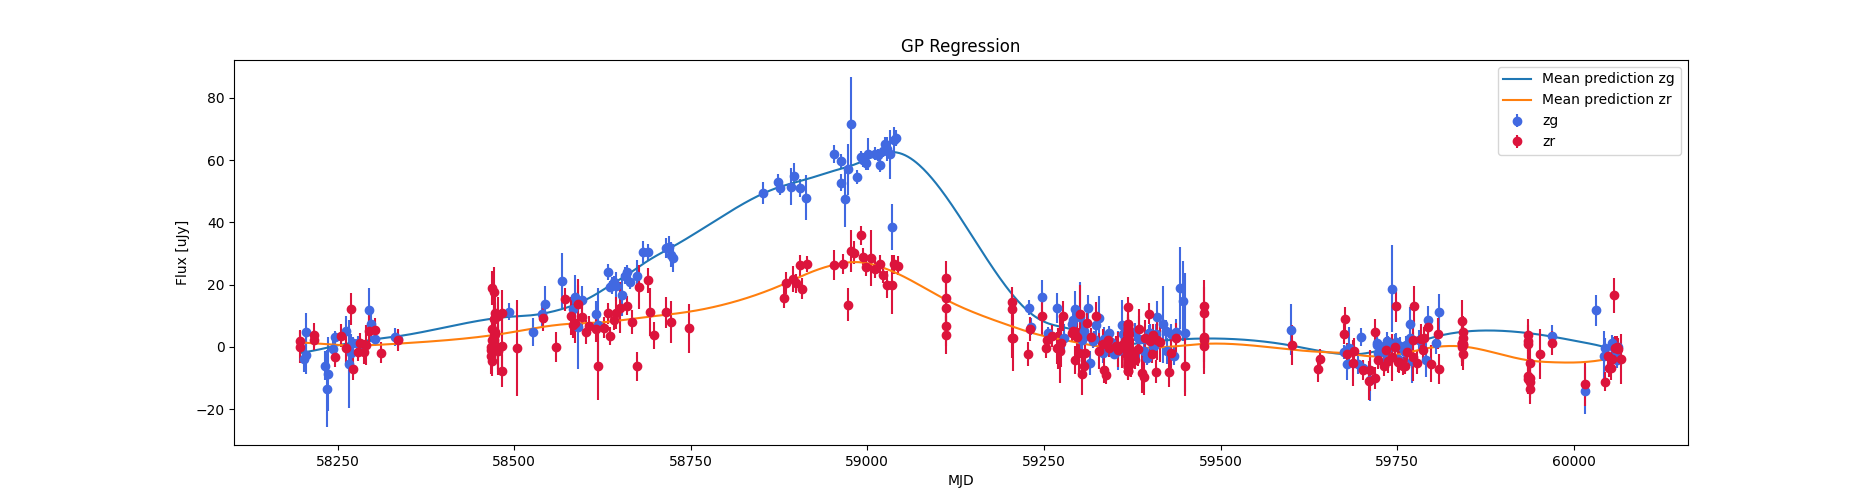 GP Regression
Mean prediction zg
Mean prediction zr
zg
zr
Flux [uJy]
80
60
40
20
0
−20
58250 58500 58750 59000 59250 59500 59750 60000
MJD